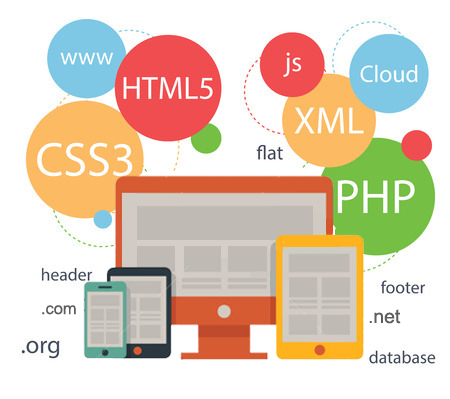 www
HTML5
CSS3
js
Cloud
XML
flat
PHP
header
.com
.org
footer
.net
database